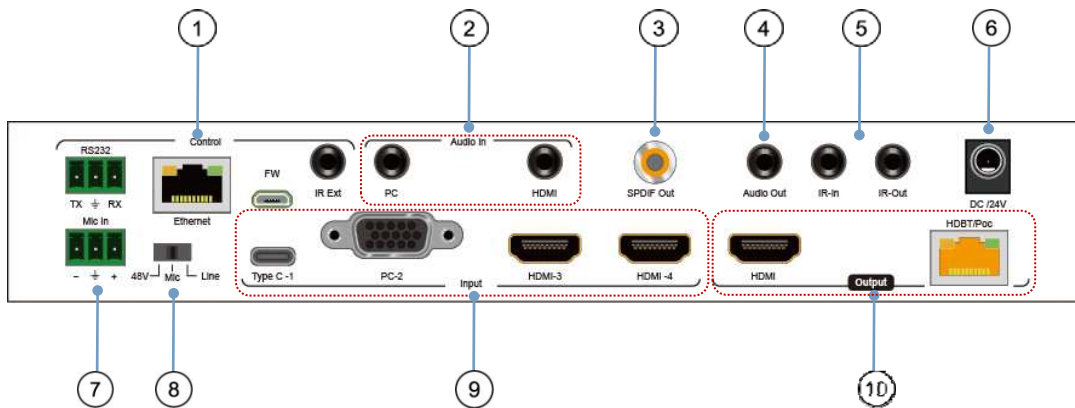 1 2 3 4 5 6
Control
Audio In
RS232
FW
TX RX
Ethernet
IR Ext
PC
HDMI
SPDIF Out
Audio Out
IR-In
IR-Out
DC /24V
Mic In
HDBT/Poc
- +
48V Mic Line
Type C -1
PC-2
HDMI-3
HDMI -4
HDMI
Input
Output
7 8 9 10